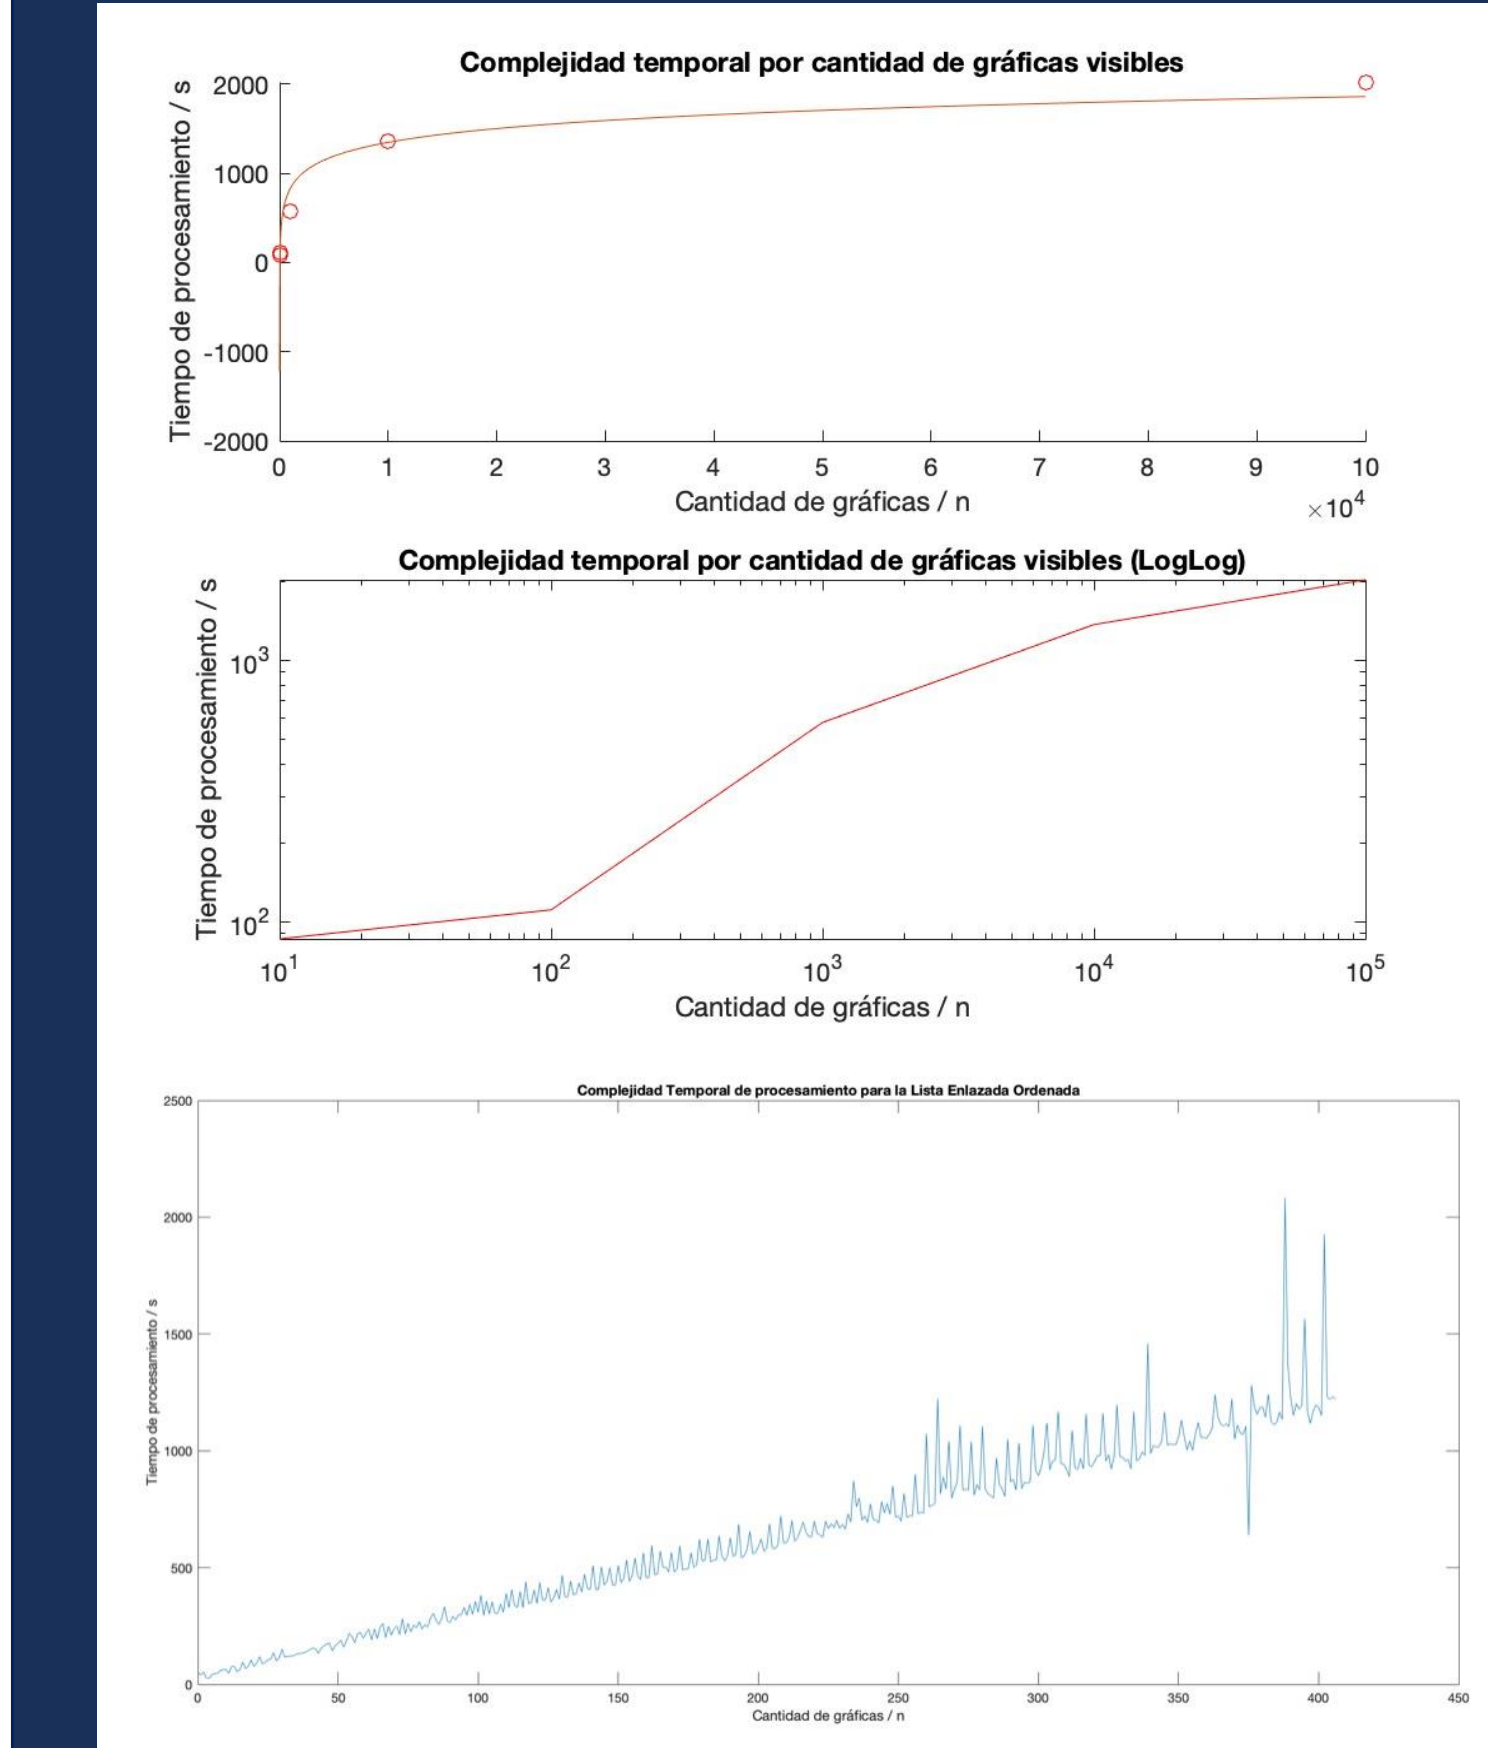 Complejidad temporal por cantidad de gráficas visibles
Tiempo de procesamiento / s
2000
1000
0
-1000
-2000
0 1 2 3 4 5 6 7 8 9 10
×10^4
Cantidad de gráficas / n
Complejidad temporal por cantidad de gráficas visibles (LogLog)
Tiempo de procesamiento / s
10^3
10^2
10^1 10^2 10^3 10^4 10^5
Cantidad de gráficas / n
Complejidad Temporal de procesamiento para la Lista Enlazada Ordenada
Tiempo de procesamiento / s
2500
2000
1500
1000
500
0
0 50 100 150 200 250 300 350 400 450
Cantidad de gráficas / n